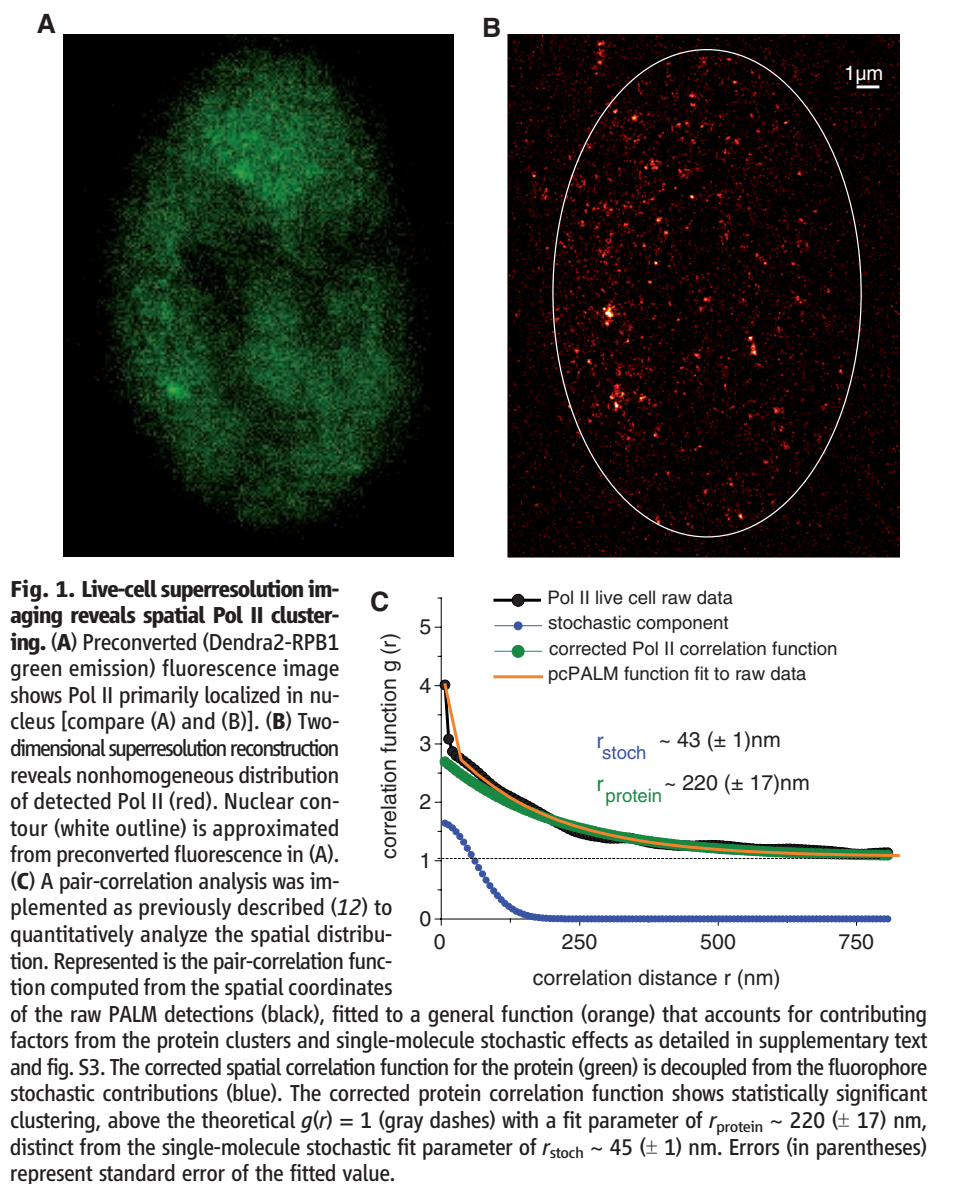 A
B
1μm
Fig. 1. Live-cell superresolution im-
aging reveals spatial Pol II cluster-
ing. (A) Preconverted (Dendra2-RPB1
green emission) fluorescence image
shows Pol II primarily localized in nu-
cleus [compare (A) and (B)]. (B) Two-
dimensional superresolution reconstruction
reveals nonhomogeneous distribution
of detected Pol II (red). Nuclear con-
tour (white outline) is approximated
from preconverted fluorescence in (A).
(C) A pair-correlation analysis was im-
plemented as previously described (12) to
quantitatively analyze the spatial distribu-
tion. Represented is the pair-correlation func-
tion computed from the spatial coordinates
of the raw PALM detections (black), fitted to a general function (orange) that accounts for contributing
factors from the protein clusters and single-molecule stochastic effects as detailed in supplementary text
and fig. S3. The corrected spatial correlation function for the protein (green) is decoupled from the fluorophore
stochastic contributions (blue). The corrected protein correlation function shows statistically significant
clustering, above the theoretical g(r) = 1 (gray dashes) with a fit parameter of rprotein ~ 220 (± 17) nm,
distinct from the single-molecule stochastic fit parameter of rstoch ~ 45 (± 1) nm. Errors (in parentheses)
represent standard error of the fitted value.
C
Pol II live cell raw data
stochastic component
corrected Pol II correlation function
pcPALM function fit to raw data
rstoch ~ 43 (± 1)nm
rprotein ~ 220 (± 17)nm
correlation function g (r)
5
4
3
2
1
0
0 250 500 750
correlation distance r (nm)